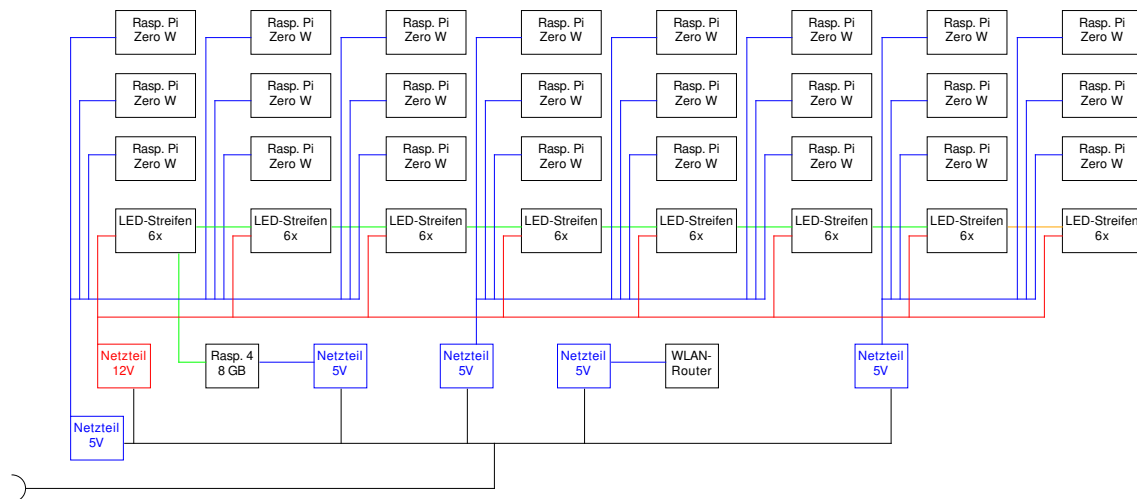 Rasp. Pi
Zero W
Rasp. Pi
Zero W
Rasp. Pi
Zero W
Rasp. Pi
Zero W
Rasp. Pi
Zero W
Rasp. Pi
Zero W
Rasp. Pi
Zero W
Rasp. Pi
Zero W
Rasp. Pi
Zero W
Rasp. Pi
Zero W
Rasp. Pi
Zero W
Rasp. Pi
Zero W
Rasp. Pi
Zero W
Rasp. Pi
Zero W
Rasp. Pi
Zero W
Rasp. Pi
Zero W
Rasp. Pi
Zero W
Rasp. Pi
Zero W
Rasp. Pi
Zero W
Rasp. Pi
Zero W
Rasp. Pi
Zero W
Rasp. Pi
Zero W
Rasp. Pi
Zero W
Rasp. Pi
Zero W
LED-Streifen
6x
LED-Streifen
6x
LED-Streifen
6x
LED-Streifen
6x
LED-Streifen
6x
LED-Streifen
6x
LED-Streifen
6x
LED-Streifen
6x
Netzteil
12V
Rasp. 4
8 GB
Netzteil
5V
Netzteil
5V
Netzteil
5V
WLAN-
Router
Netzteil
5V
Netzteil
5V